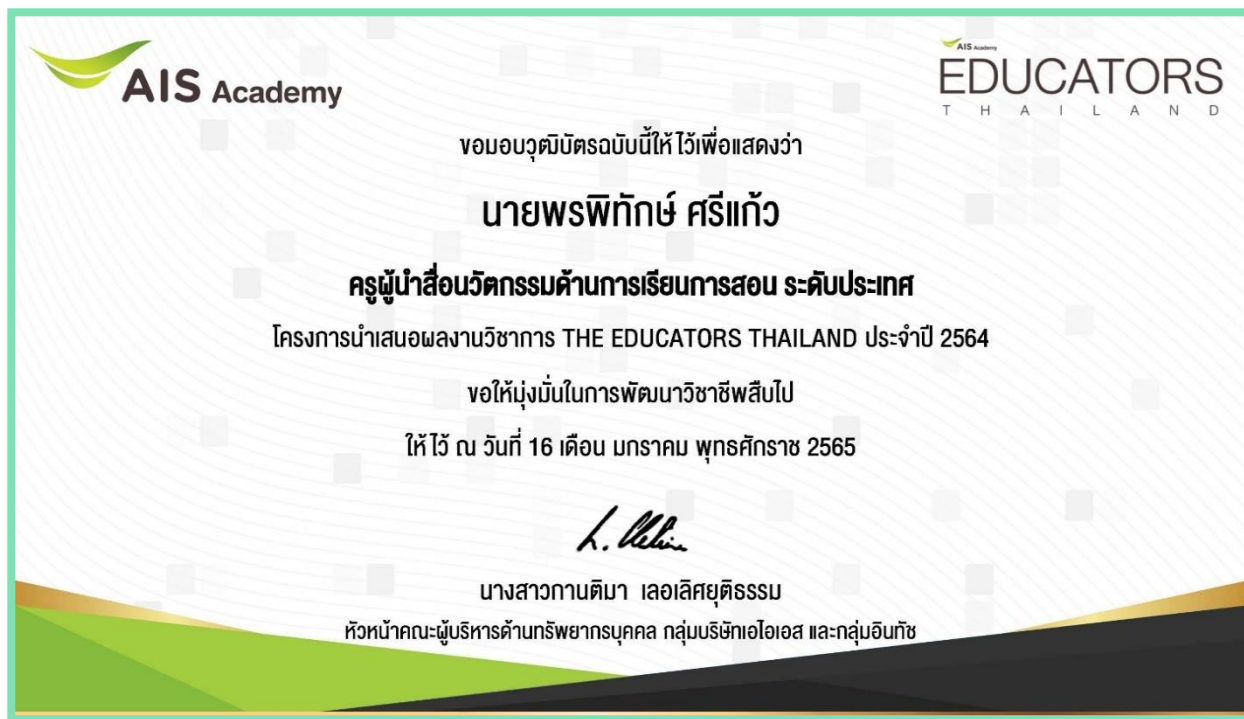 AIS Academy
AIS Academy
EDUCATORS
THAILAND
ขอมอบวุฒิบัตรฉบับนี้ให้ไว้เพื่อแสดงว่า
นายพรพิทักษ์ ศรีแก้ว
ครูผู้นำสื่อนวัตกรรมด้านการเรียนการสอน ระดับประเทศ
โครงการนำเสนอผลงานวิชาการ THE EDUCATORS THAILAND ประจำปี 2564
ขอให้มุ่งมั่นในการพัฒนาวิชาชีพสืบไป
ให้ไว้ ณ วันที่ 16 เดือน มกราคม พุทธศักราช 2565
นางสาวกานติมา เลอเลิศยุติธรรม
หัวหน้าคณะผู้บริหารด้านทรัพยากรบุคคล กลุ่มบริษัทเอไอเอส และกลุ่มอินทัช